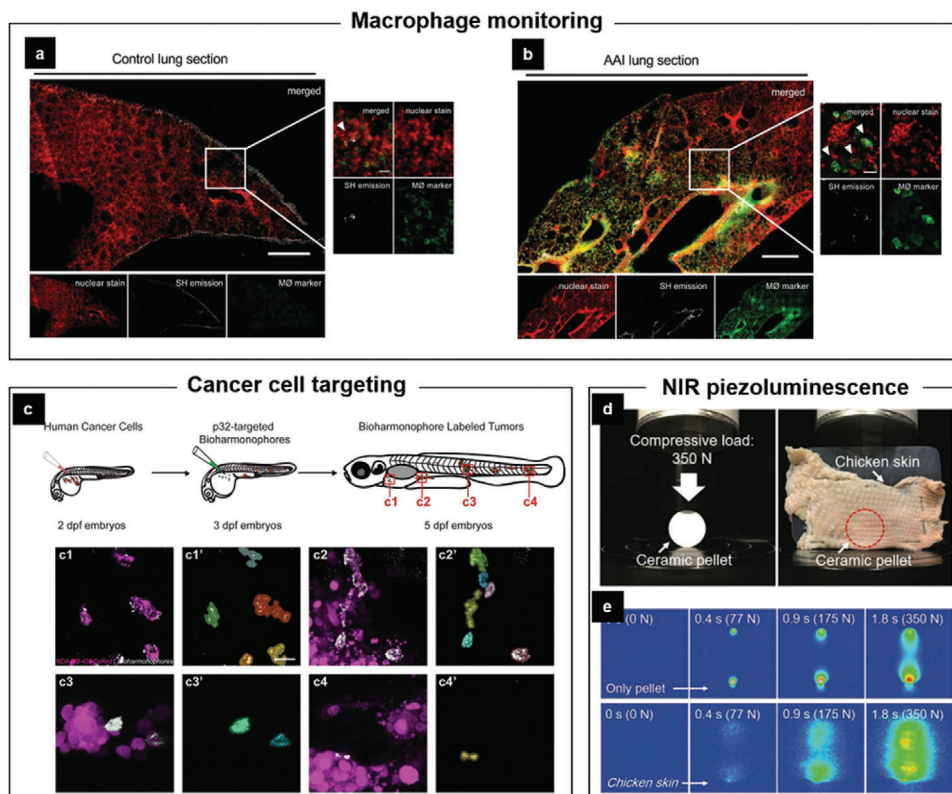 Macrophage monitoring
a
Control lung section
merged
merged
nuclear stain
SH emission
MØ marker
nuclear stain
SH emission
MØ marker
b
AAI lung section
merged
merged
nuclear stain
SH emission
MØ marker
nuclear stain
SH emission
MØ marker
Cancer cell targeting
c
Human Cancer Cells
p32-targeted
Bioharmonophores
Bioharmonophore Labeled Tumors
c1
c2
c3
c4
2 dpf embryos
3 dpf embryos
5 dpf embryos
c1
c1'
c2
c2'
c3
c3'
c4
c4'
NIR piezoluminescence
d
Compressive load:
350 N
Ceramic pellet
Chicken skin
Ceramic pellet
e
(0 N)
0.4 s (77 N)
0.9 s (175 N)
1.8 s (350 N)
Only pellet
0 s (0 N)
0.4 s (77 N)
0.9 s (175 N)
1.8 s (350 N)
Chicken skin